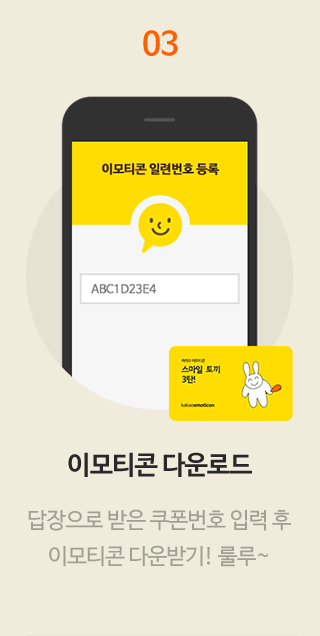 03
이모티콘 일련번호 등록
ABC1D23E4
카카오 이모티콘
스마일 토끼
3탄!
kakaoemoticon
이모티콘 다운로드
답장으로 받은 쿠폰번호 입력 후
이모티콘 다운받기! 룰루~